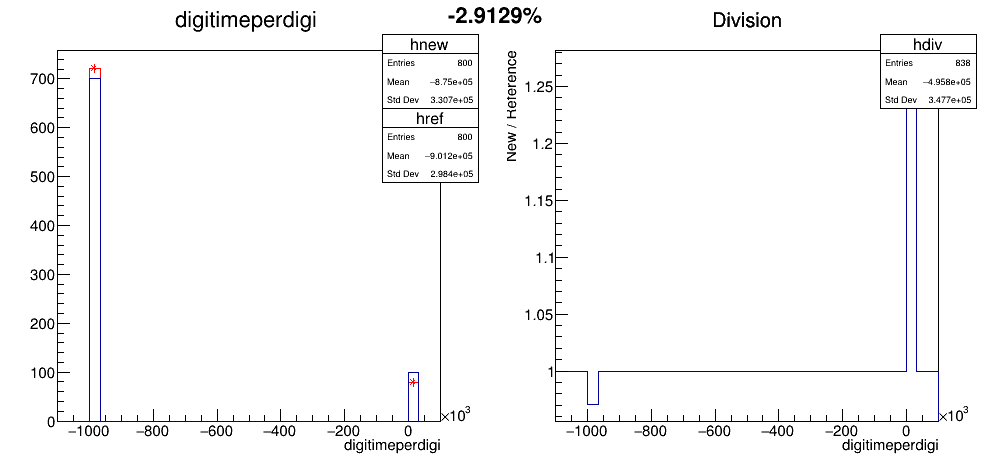 -2.9129%
digitimeperdigi
hnew
Entries 800
Mean −8.75e+05
Std Dev 3.307e+05
href
Entries 800
Mean −9.012e+05
Std Dev 2.984e+05
700
600
500
400
300
200
100
0
−1000 −800 −600 −400 −200 0
×10³
digitimeperdigi
Division
hdiv
Entries 838
Mean −4.958e+05
Std Dev 3.477e+05
New / Reference
1.25
1.2
1.15
1.1
1.05
1
−1000 −800 −600 −400 −200 0
×10³
digitimeperdigi